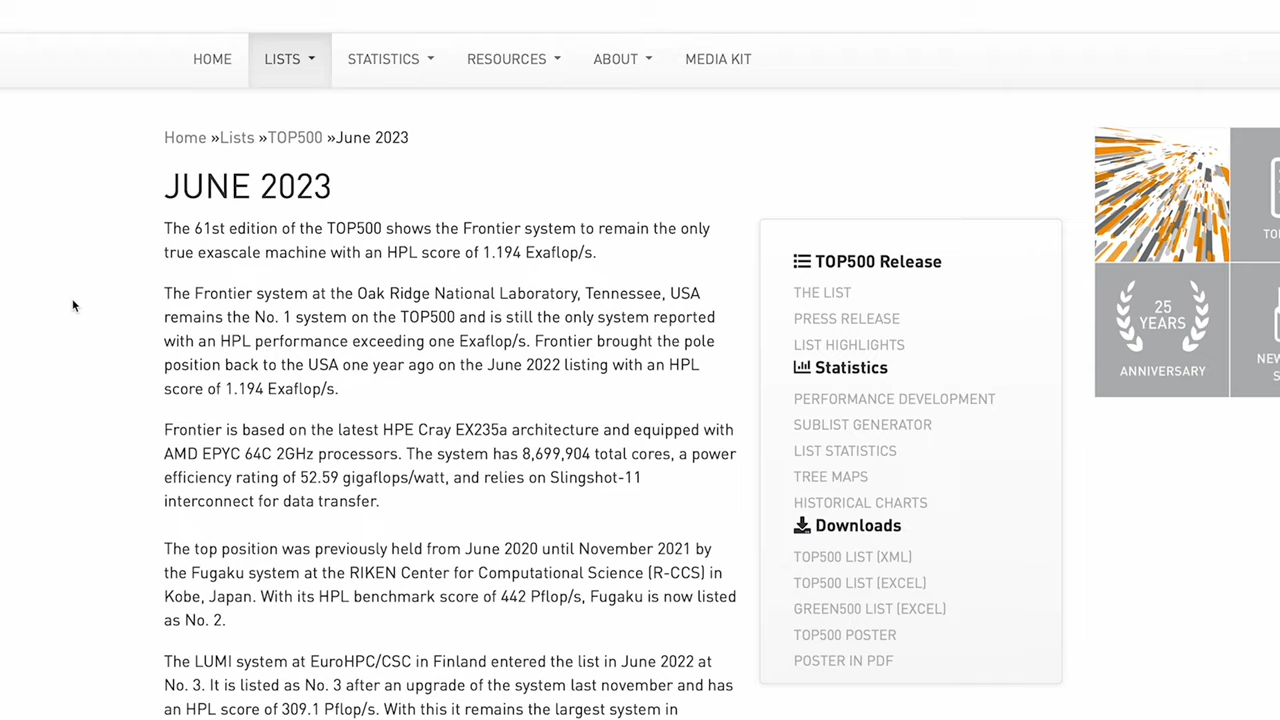 HOME LISTS STATISTICS RESOURCES ABOUT MEDIA KIT
Home »Lists »TOP500 »June 2023
JUNE 2023
The 61st edition of the TOP500 shows the Frontier system to remain the only
true exascale machine with an HPL score of 1.194 Exaflop/s.
The Frontier system at the Oak Ridge National Laboratory, Tennessee, USA
remains the No. 1 system on the TOP500 and is still the only system reported
with an HPL performance exceeding one Exaflop/s. Frontier brought the pole
position back to the USA one year ago on the June 2022 listing with an HPL
score of 1.194 Exaflop/s.
Frontier is based on the latest HPE Cray EX235a architecture and equipped with
AMD EPYC 64C 2GHz processors. The system has 8,699,904 total cores, a power
efficiency rating of 52.59 gigaflops/watt, and relies on Slingshot-11
interconnect for data transfer.
The top position was previously held from June 2020 until November 2021 by
the Fugaku system at the RIKEN Center for Computational Science (R-CCS) in
Kobe, Japan. With its HPL benchmark score of 442 Pflop/s, Fugaku is now listed
as No. 2.
The LUMI system at EuroHPC/CSC in Finland entered the list in June 2022 at
No. 3. It is listed as No. 3 after an upgrade of the system last november and has
an HPL score of 309.1 Pflop/s. With this it remains the largest system in
TOP500 Release
THE LIST
PRESS RELEASE
LIST HIGHLIGHTS
Statistics
PERFORMANCE DEVELOPMENT
SUBLIST GENERATOR
LIST STATISTICS
TREE MAPS
HISTORICAL CHARTS
Downloads
TOP500 LIST (XML)
TOP500 LIST (EXCEL)
GREEN500 LIST (EXCEL)
TOP500 POSTER
POSTER IN PDF
25
YEARS
ANNIVERSARY